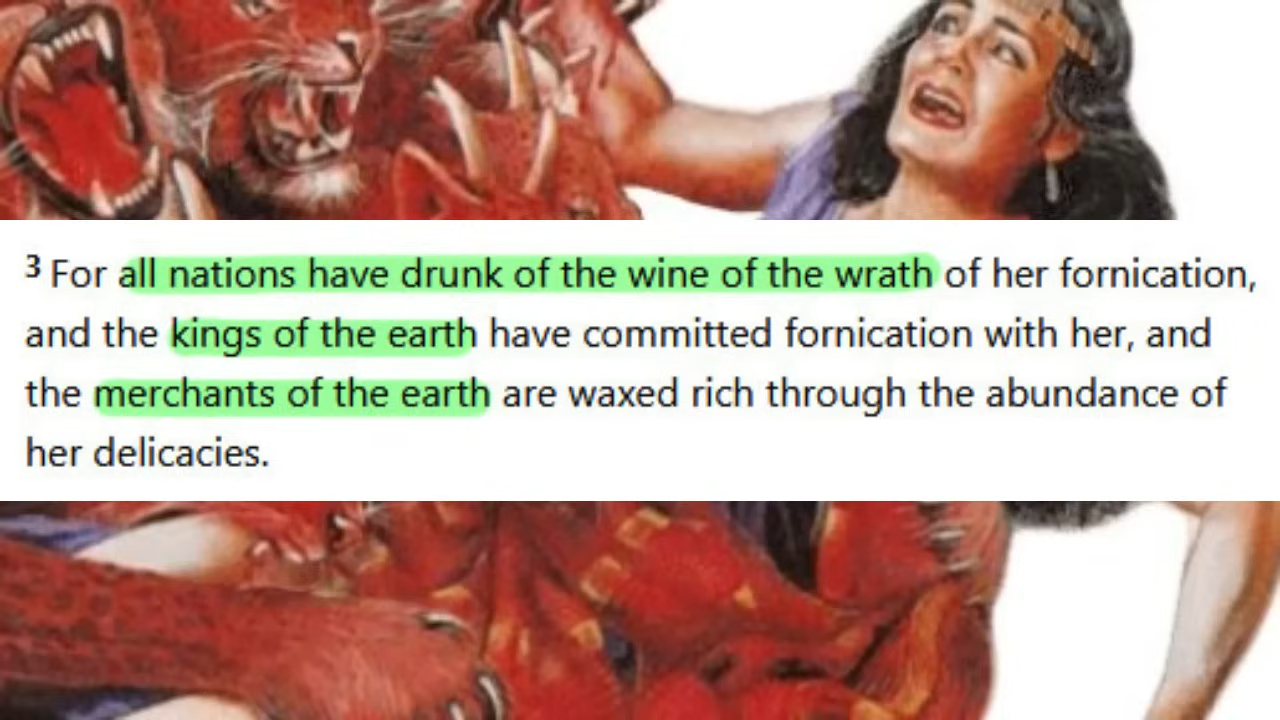 3 For all nations have drunk of the wine of the wrath of her fornication,
and the kings of the earth have committed fornication with her, and
the merchants of the earth are waxed rich through the abundance of
her delicacies.